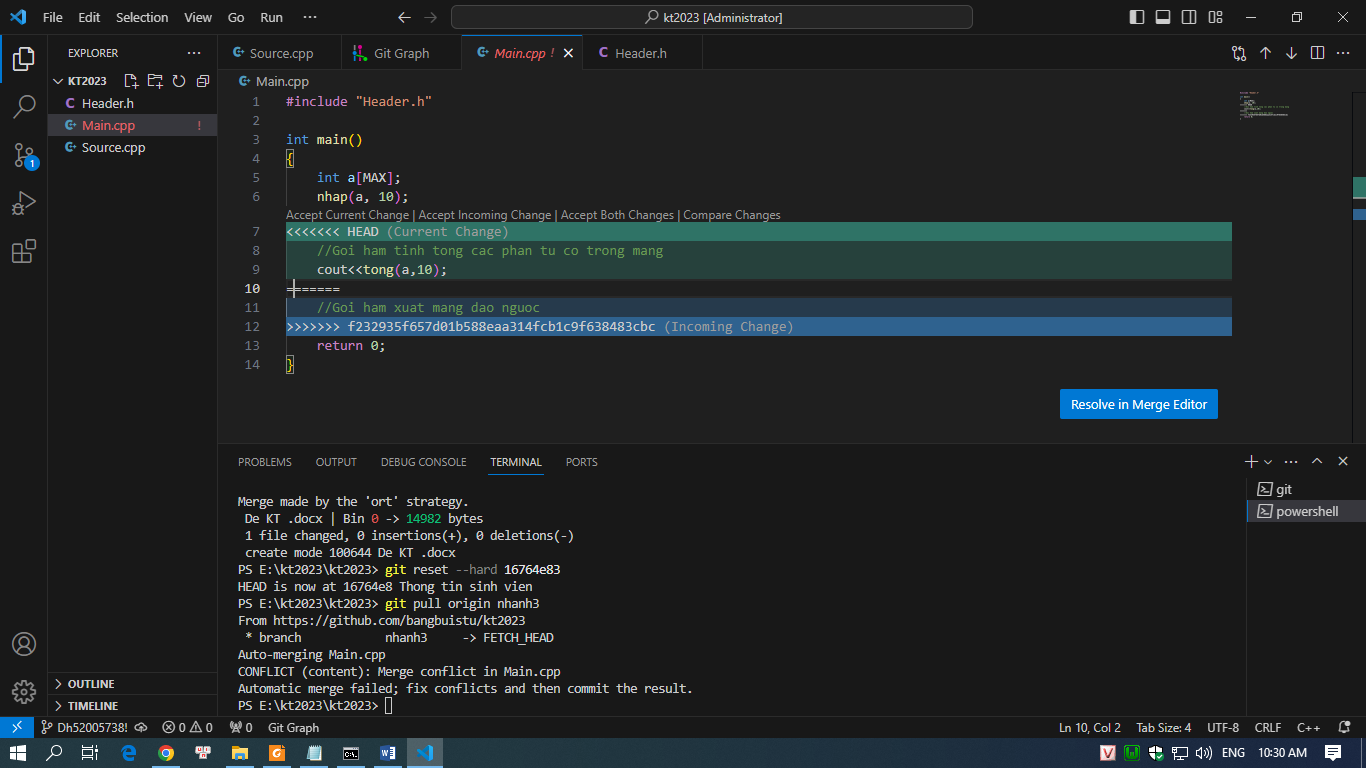 File Edit Selection View Go Run ···
kt2023 [Administrator]
EXPLORER ···
KT2023
Header.h
Main.cpp !
Source.cpp
1
OUTLINE
TIMELINE
Source.cpp Git Graph Main.cpp ! Header.h
Main.cpp
1 #include "Header.h"
2
3 int main()
4 {
5 int a[MAX];
6 nhap(a, 10);
Accept Current Change | Accept Incoming Change | Accept Both Changes | Compare Changes
7 <<<<<<< HEAD (Current Change)
8 //Goi ham tinh tong cac phan tu co trong mang
9 cout<<tong(a,10);
10 =======
11 //Goi ham xuat mang dao nguoc
12 >>>>>>> f232935f657d01b588eaa314fcb1c9f638483cbc (Incoming Change)
13 return 0;
14 }
Resolve in Merge Editor
PROBLEMS OUTPUT DEBUG CONSOLE TERMINAL PORTS
git
powershell
Merge made by the 'ort' strategy.
De KT .docx | Bin 0 -> 14982 bytes
1 file changed, 0 insertions(+), 0 deletions(-)
create mode 100644 De KT .docx
PS E:\kt2023\kt2023> git reset --hard 16764e83
HEAD is now at 16764e8 Thong tin sinh vien
PS E:\kt2023\kt2023> git pull origin nhanh3
From https://github.com/bangbuistu/kt2023
* branch nhanh3 -> FETCH_HEAD
Auto-merging Main.cpp
CONFLICT (content): Merge conflict in Main.cpp
Automatic merge failed; fix conflicts and then commit the result.
PS E:\kt2023\kt2023>
Dh52005738! 0 0 0 Git Graph Ln 10, Col 2 Tab Size: 4 UTF-8 CRLF C++
ENG 10:30 AM